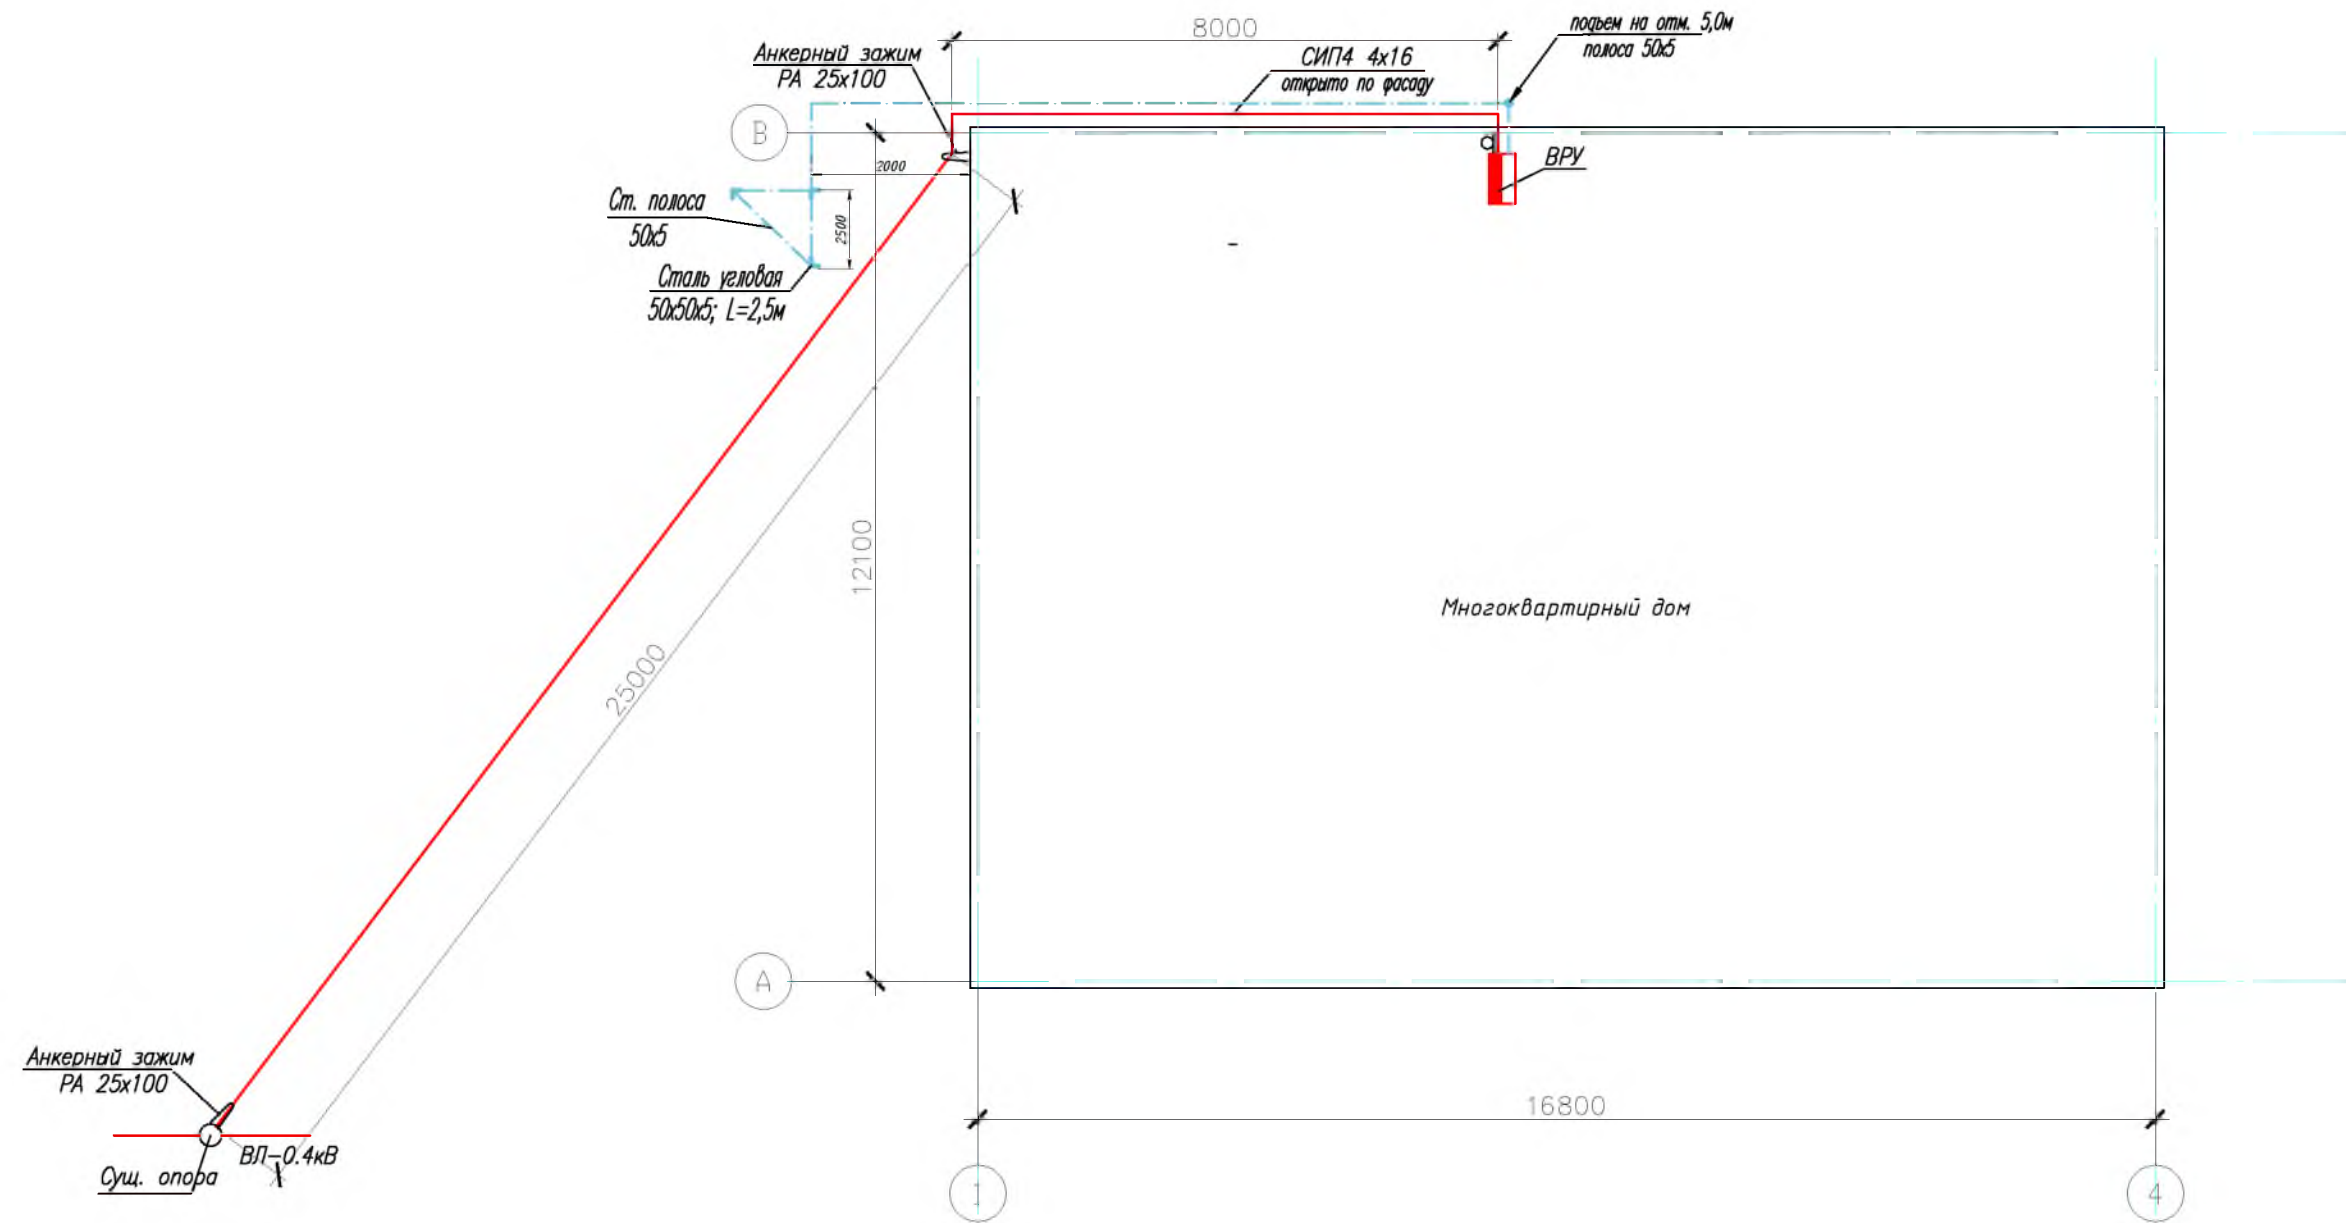 8000
подъем на отм. 5,0м
полоса 50х5
Анкерный зажим
РА 25х100
СИП4 4х16
открыто по фасаду
В
ВРУ
2000
Ст. полоса
50х5
2500
Сталь угловая
50х50х5; L=2,5м
12100
Многоквартирный дом
25000
А
Анкерный зажим
РА 25х100
16800
ВЛ-0.4кВ
Сущ. опора
1
4